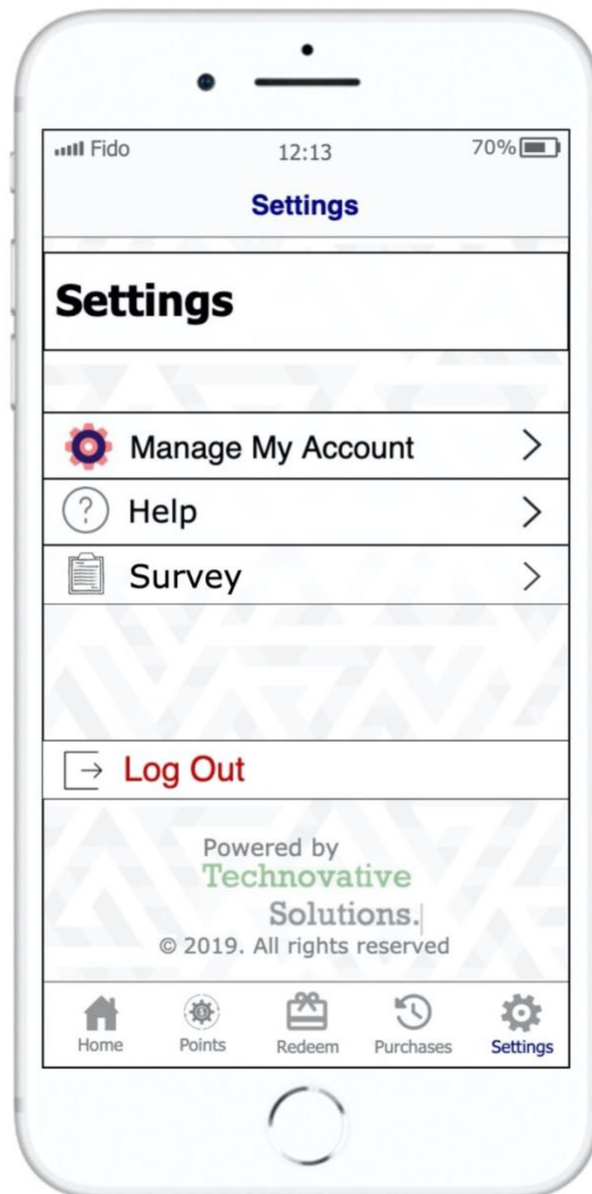 Fido 12:13 70%
Settings
Settings
Manage My Account
? Help
Survey
Log Out
Powered by
Technovative
Solutions.
© 2019. All rights reserved
Home Points Redeem Purchases Settings